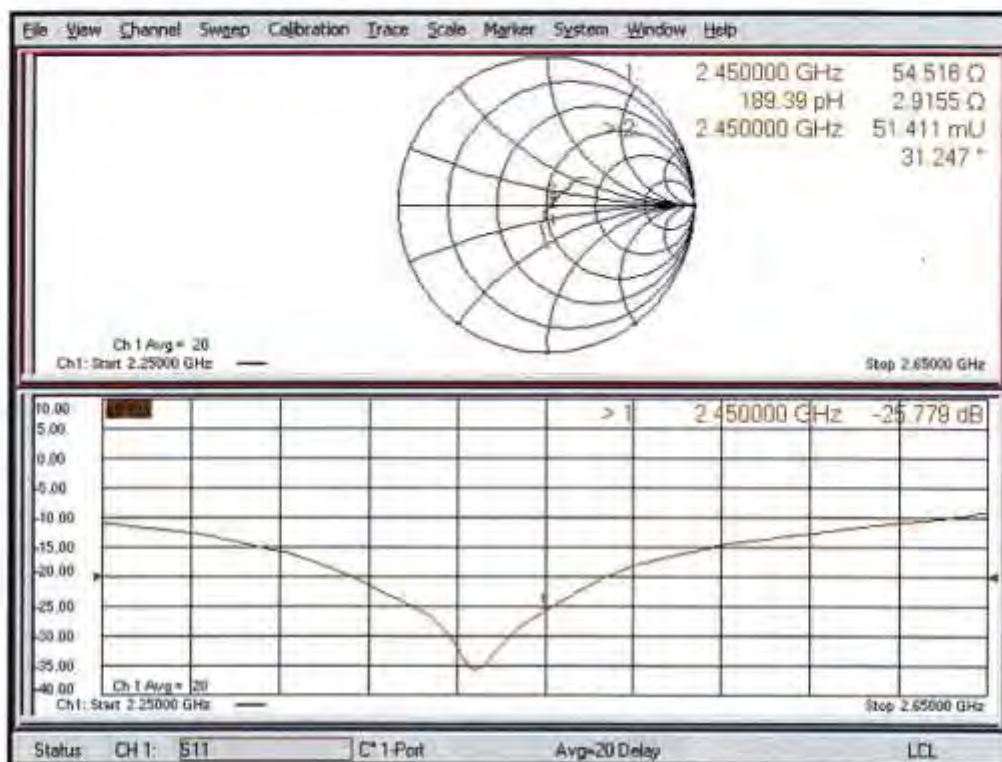 File View Channel Sweep Calibration Trace Scale Marker System Window Help
2.450000 GHz 54.516 Ω
189.39 pH 2.9155 Ω
> 2 2.450000 GHz 51.411 mU
31.247 °
Ch 1 Avg = 20
Ch1: Start 2.25000 GHz Stop 2.65000 GHz
10.00 > 1 2.450000 GHz -25.779 dB
5.00
0.00
-5.00
-10.00
-15.00
-20.00
-25.00
-30.00
-35.00
-40.00
Ch 1 Avg = 20
Ch1: Start 2.25000 GHz Stop 2.65000 GHz
Status CH 1: S11 C* 1-Port Avg=20 Delay LCL